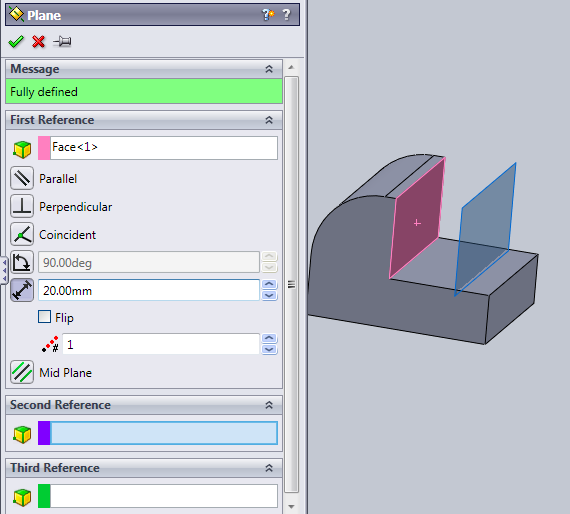 Plane
Message
Fully defined
First Reference
Face<1>
Parallel
Perpendicular
Coincident
90.00deg
20.00mm
Flip
1
Mid Plane
Second Reference
Third Reference